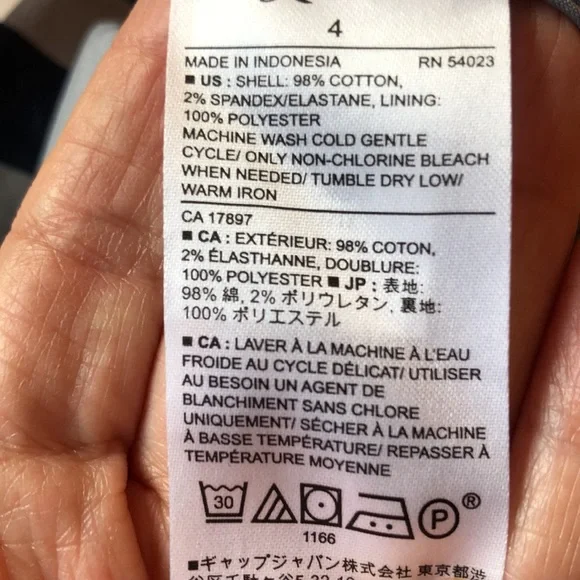 4
MADE IN INDONESIA RN 54023
■ US : SHELL: 98% COTTON,
2% SPANDEX/ELASTANE, LINING:
100% POLYESTER
MACHINE WASH COLD GENTLE
CYCLE/ ONLY NON-CHLORINE BLEACH
WHEN NEEDED/ TUMBLE DRY LOW/
WARM IRON
CA 17897
■ CA : EXTÉRIEUR: 98% COTON,
2% ÉLASTHANNE, DOUBLURE:
100% POLYESTER ■ JP : 表地:
98% 綿, 2% ポリウレタン, 裏地:
100% ポリエステル
■ CA : LAVER À LA MACHINE À L'EAU
FROIDE AU CYCLE DÉLICAT/ UTILISER
AU BESOIN UN AGENT DE
BLANCHIMENT SANS CHLORE
UNIQUEMENT/ SÉCHER À LA MACHINE
À BASSE TEMPÉRATURE/ REPASSER À
TEMPÉRATURE MOYENNE
30 P ®
1166
■ギャップジャパン株式会社 東京都渋